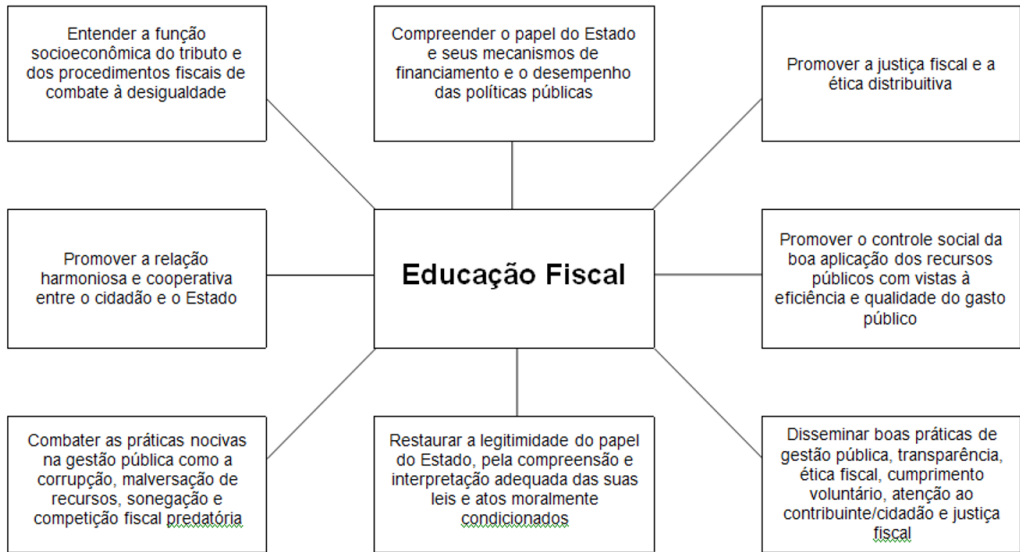 Entender a função
socioeconômica do tributo e
dos procedimentos fiscais de
combate à desigualdade
Compreender o papel do Estado
e seus mecanismos de
financiamento e o desempenho
das políticas públicas
Promover a justiça fiscal e a
ética distribuitiva
Promover a relação
harmoniosa e cooperativa
entre o cidadão e o Estado
Educação Fiscal
Promover o controle social da
boa aplicação dos recursos
públicos com vistas à
eficiência e qualidade do gasto
público
Combater as práticas nocivas
na gestão pública como a
corrupção, malversação de
recursos, sonegação e
competição fiscal predatória
Restaurar a legitimidade do papel
do Estado, pela compreensão e
interpretação adequada das suas
leis e atos moralmente
condicionados
Disseminar boas práticas de
gestão pública, transparência,
ética fiscal, cumprimento
voluntário, atenção ao
contribuinte/cidadão e justiça
fiscal